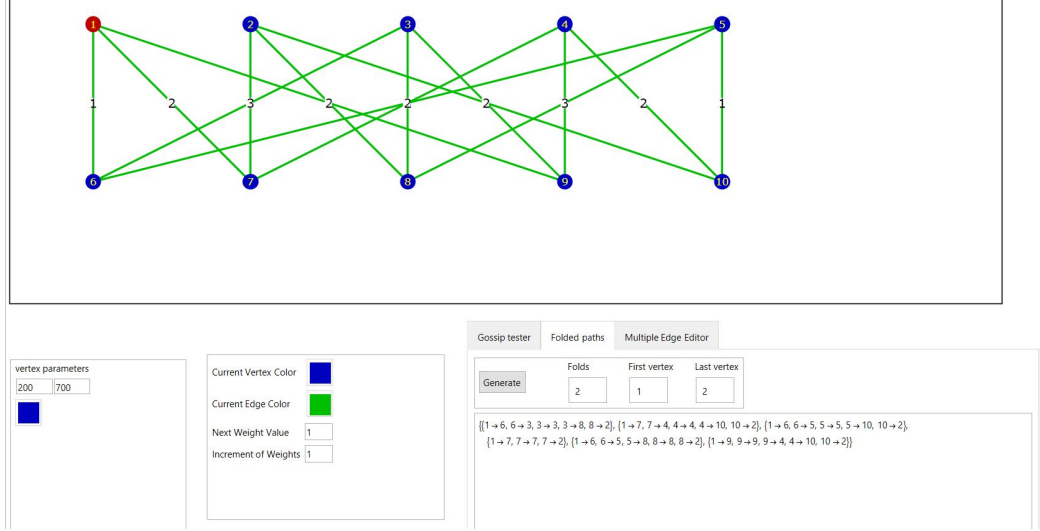 1 2 3 4 5
1 2 3 2 2 2 3 2 1
6 7 8 9 10
Gossip tester Folded paths Multiple Edge Editor
vertex parameters
200 700
Current Vertex Color
Current Edge Color
Next Weight Value 1
Increment of Weights 1
Folds First vertex Last vertex
Generate 2 1 2
{{1→6, 6→3, 3→3, 3→8, 8→2}, {1→7, 7→4, 4→4, 4→10, 10→2}, {1→6, 6→5, 5→5, 5→10, 10→2},
{1→7, 7→7, 7→2}, {1→6, 6→5, 5→8, 8→8, 8→2}, {1→9, 9→9, 9→4, 4→10, 10→2}}